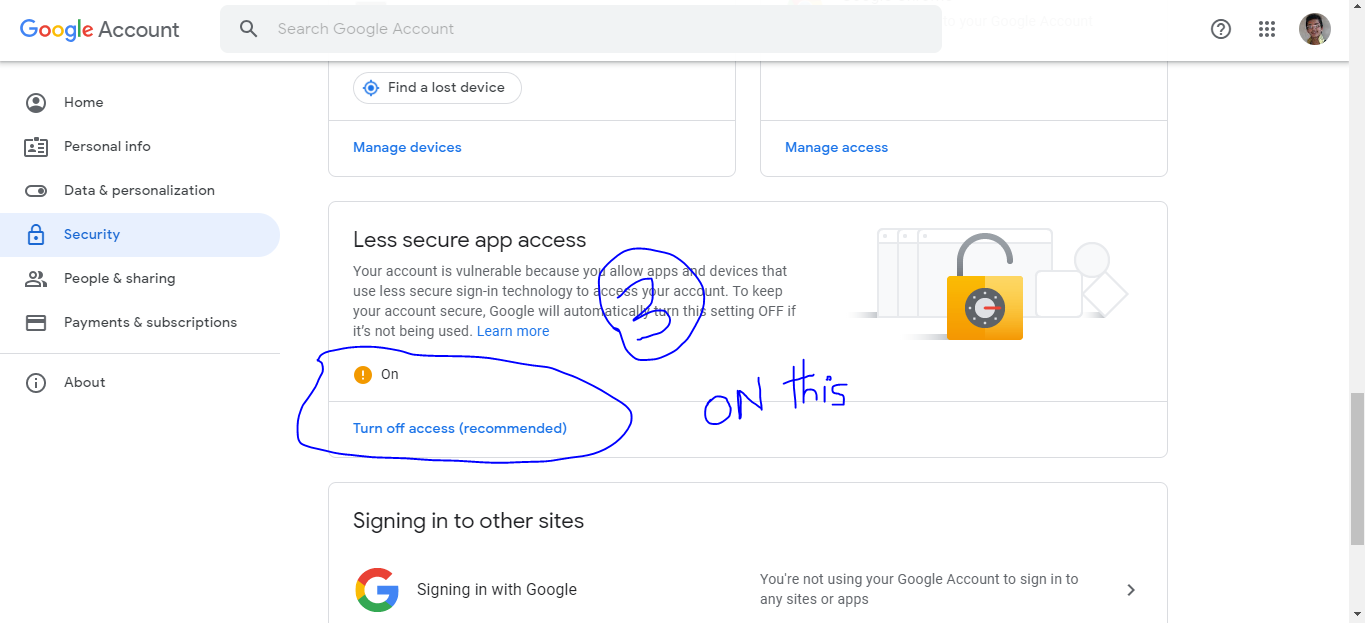 Google Account
Search Google Account
to your Google Account
Home
Personal info
Data & personalization
Security
People & sharing
Payments & subscriptions
About
Find a lost device
Manage devices
Manage access
Less secure app access
Your account is vulnerable because you allow apps and devices that
use less secure sign-in technology to access your account. To keep
your account secure, Google will automatically turn this setting OFF if
it's not being used. Learn more
3
On
ON this
Turn off access (recommended)
Signing in to other sites
Signing in with Google
You're not using your Google Account to sign in to
any sites or apps